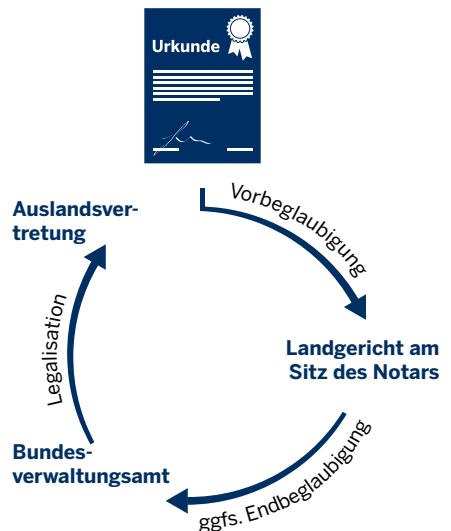 Urkunde
Vorbeglaubigung
Auslandsver-
tretung
Landgericht am
Sitz des Notars
Legalisation
ggfs. Endbeglaubigung
Bundes-
verwaltungsamt